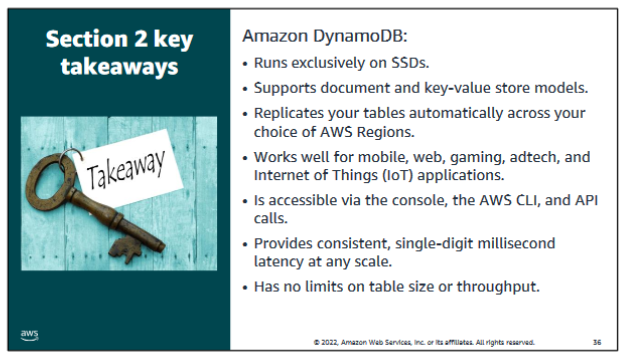 Section 2 key
takeaways
Takeaway
aws
Amazon DynamoDB:
• Runs exclusively on SSDs.
• Supports document and key-value store models.
• Replicates your tables automatically across your
choice of AWS Regions.
• Works well for mobile, web, gaming, adtech, and
Internet of Things (IoT) applications.
• Is accessible via the console, the AWS CLI, and API
calls.
• Provides consistent, single-digit millisecond
latency at any scale.
• Has no limits on table size or throughput.
© 2022, Amazon Web Services, Inc. or its affiliates. All rights reserved.
36